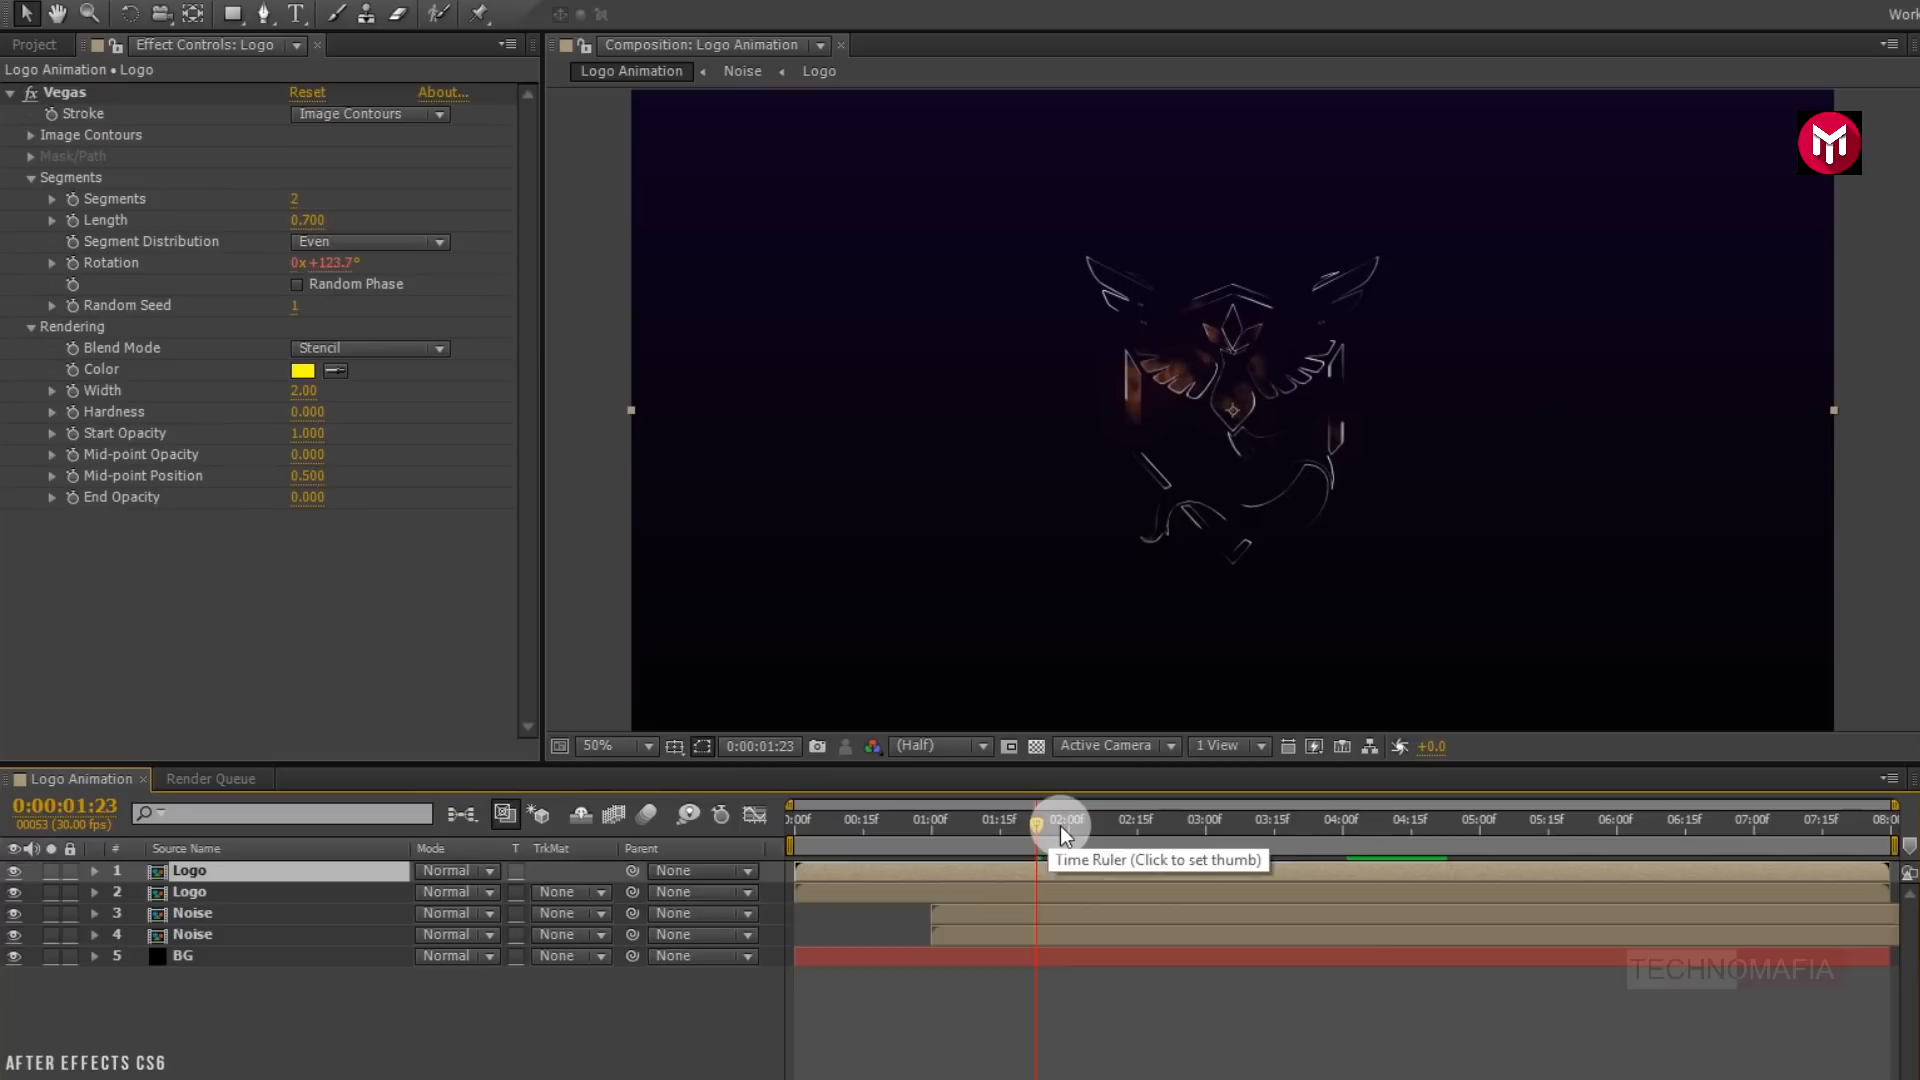 Work
Project
Effect Controls: Logo
Composition: Logo Animation
Logo Animation • Logo
Logo Animation
Noise
Logo
fx Vegas
Reset
About...
Stroke
Image Contours
Image Contours
Mask/Path
Segments
Segments
2
Length
0.700
Segment Distribution
Even
Rotation
0x +123.7°
Random Phase
Random Seed
1
Rendering
Blend Mode
Stencil
Color
Width
2.00
Hardness
0.000
Start Opacity
1.000
Mid-point Opacity
0.000
Mid-point Position
0.500
End Opacity
0.000
50%
0:00:01:23
(Half)
Active Camera
1 View
+0.0
Logo Animation
Render Queue
0:00:01:23
00053 (30.00 fps)
:00f 00:15f 01:00f 01:15f 02:00f 02:15f 03:00f 03:15f 04:00f 04:15f 05:00f 05:15f 06:00f 06:15f 07:00f 07:15f 08:0
# Source Name Mode T TrkMat Parent
Time Ruler (Click to set thumb)
1 Logo Normal None
2 Logo Normal None None
3 Noise Normal None None
4 Noise Normal None None
5 BG Normal None None
TECHNOMAFIA
AFTER EFFECTS CS6